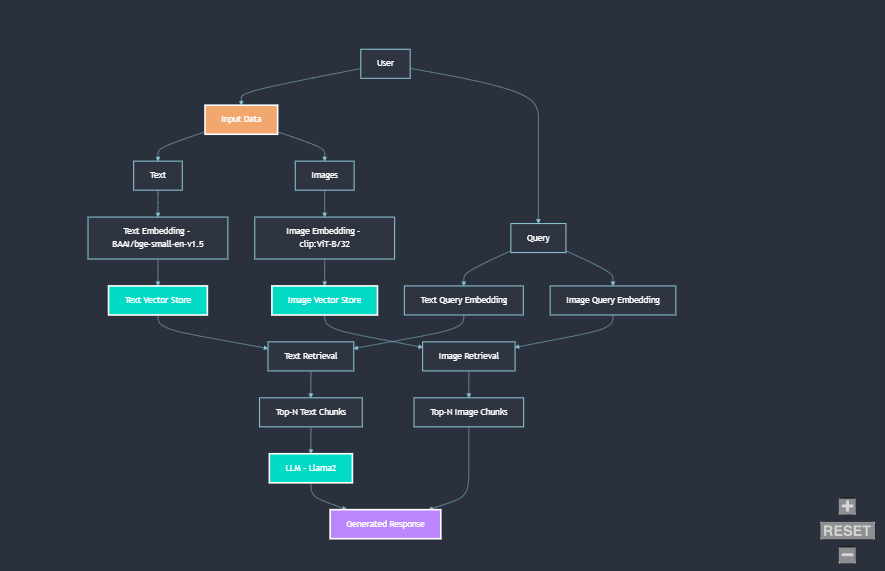 User
Input Data
Text
Images
Text Embedding -
BAAI/bge-small-en-v1.5
Image Embedding -
clip:ViT-B/32
Query
Text Vector Store
Image Vector Store
Text Query Embedding
Image Query Embedding
Text Retrieval
Image Retrieval
Top-N Text Chunks
Top-N Image Chunks
LLM - Llama2
Generated Response
+
RESET
-